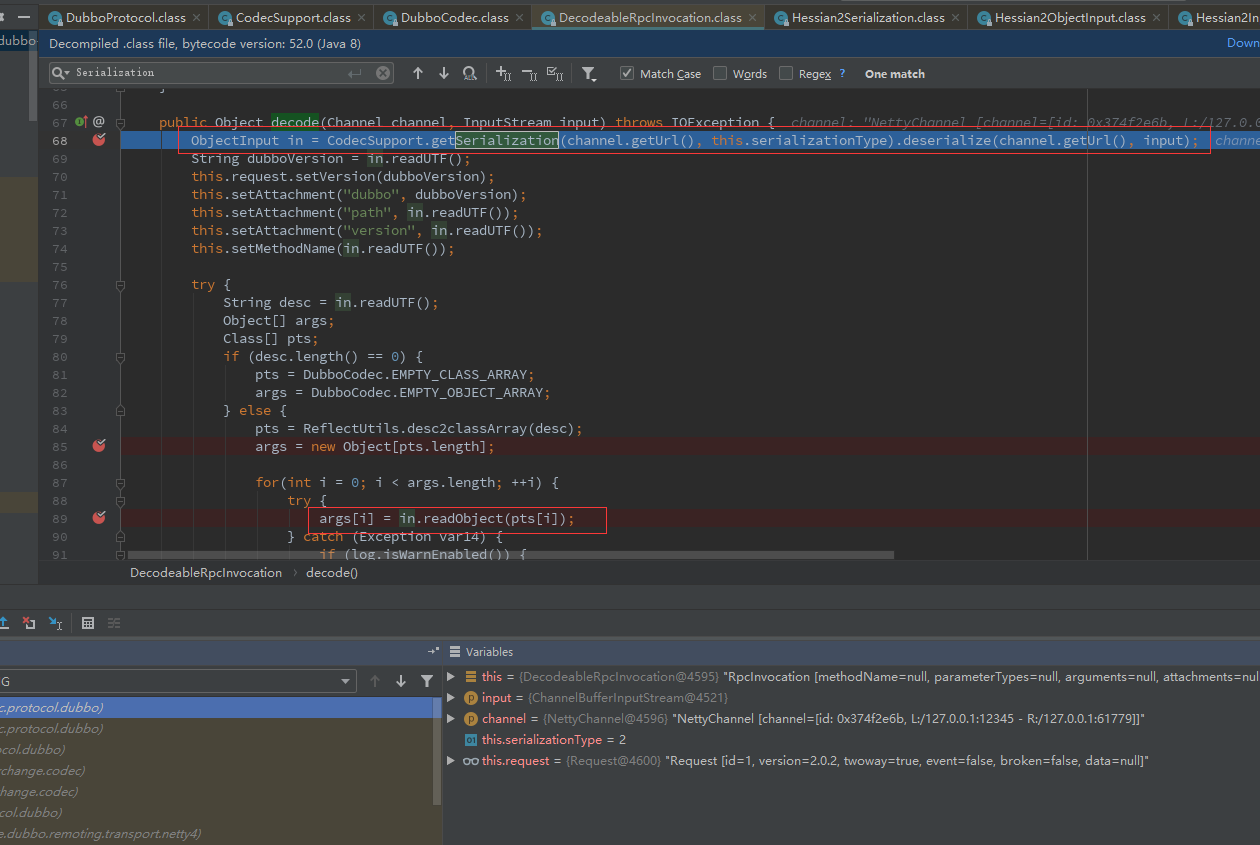 DubboProtocol.class × CodecSupport.class × DubboCodec.class × DecodeableRpcInvocation.class × Hessian2Serialization.class × Hessian2ObjectInput.class × Hessian2In
dubbo
Decompiled .class file, bytecode version: 52.0 (Java 8) Down
Serialization Match Case Words Regex ? One match
66
67 public Object decode(Channel channel, InputStream input) throws IOException { channel: "NettyChannel [channel=[id: 0x374f2e6b, L:/127.0.0
68 ObjectInput in = CodecSupport.getSerialization(channel.getUrl(), this.serializationType).deserialize(channel.getUrl(), input); channe
69 String dubboVersion = in.readUTF();
70 this.request.setVersion(dubboVersion);
71 this.setAttachment("dubbo", dubboVersion);
72 this.setAttachment("path", in.readUTF());
73 this.setAttachment("version", in.readUTF());
74 this.setMethodName(in.readUTF());
75
76 try {
77 String desc = in.readUTF();
78 Object[] args;
79 Class[] pts;
80 if (desc.length() == 0) {
81 pts = DubboCodec.EMPTY_CLASS_ARRAY;
82 args = DubboCodec.EMPTY_OBJECT_ARRAY;
83 } else {
84 pts = ReflectUtils.desc2classArray(desc);
85 args = new Object[pts.length];
86
87 for(int i = 0; i < args.length; ++i) {
88 try {
89 args[i] = in.readObject(pts[i]);
90 } catch (Exception var14) {
91 if (log.isWarnEnabled()) {
DecodeableRpcInvocation › decode()
Variables
G
this = {DecodeableRpcInvocation@4595} "RpcInvocation [methodName=null, parameterTypes=null, arguments=null, attachments=nul
input = {ChannelBufferInputStream@4521}
channel = {NettyChannel@4596} "NettyChannel [channel=[id: 0x374f2e6b, L:/127.0.0.1:12345 - R:/127.0.0.1:61779]]"
this.serializationType = 2
this.request = {Request@4600} "Request [id=1, version=2.0.2, twoway=true, event=false, broken=false, data=null]"
c.protocol.dubbo)
c.protocol.dubbo)
ocol.dubbo)
change.codec)
hange.codec)
col.dubbo)
e.dubbo.remoting.transport.netty4)